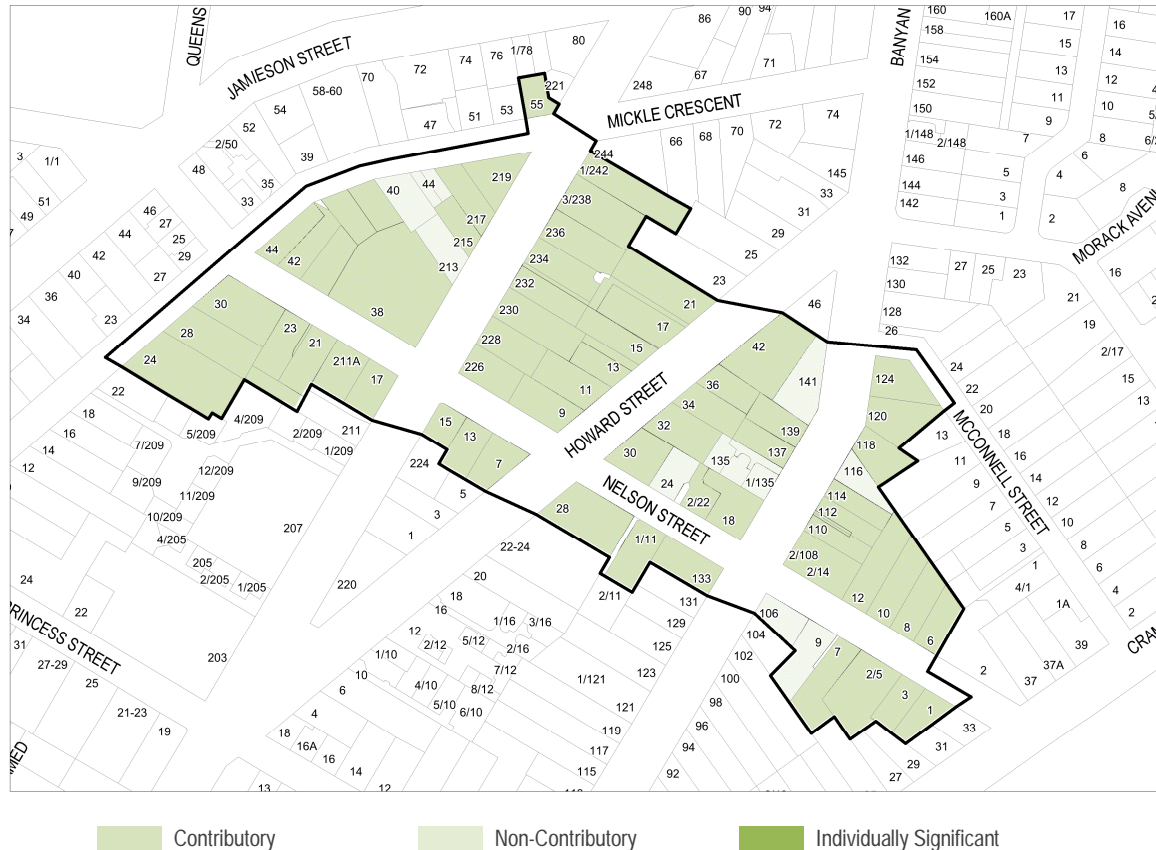 QUEENS
JAMIESON STREET
BANYAN
MICKLE CRESCENT
MORACK AVEN
HOWARD STREET
NELSON STREET
MCCONNELL STREET
PRINCESS STREET
CRAN
86 90 94 160 160A 17 16
158 15 14
154 13 12
152 11 10
150 9 8
80 1/78 76 74 72 70 58-60 54 52 2/50 48
221 55 53 51 47 39 35 33
248 67 71
66 68 70 72 74 145 33 31 29 25 23
1/148 2/148 7 146 5 144 3 142 1
6 4 8 2
3 1/1 51 49
46 27 44 25 29 42 27 40 36 23 34
244 1/242 3/238 236 234 232 230 228 226
219 217 215 213 40 44
44 42 38
30 28 24 23 21 211A 17
21 17 15 13 11 9
132 130 128 26 27 25 23 21 19 2/17 15 13
16
46 42 36 34 32 30 24
141 139 137 135 1/135 2/22 18
124 120 118 116 114 112 110 2/108 2/14 12 10 8 6
24 22 20 18 16 14 12 10 8 6 4 2
13 11 9 7 5 3 1 4/1 1A 39 37A 37 2
22 18 16 14 12
5/209 4/209 2/209 211 1/209 7/209 9/209 12/209 11/209 10/209 4/205 205 2/205 1/205 207 203
15 13 7 224 5 3 1 220
28 1/11 133 2/11 131 129 125 123 1/121 121 119 117 115
22-24 20 18 16 1/16 3/16 2/16 12 2/12 5/12 7/12 8/12 1/10 4/10 5/10 6/10 10 6 4
18 16A 16 14 12 13
24 22 31 27-29 25 21-23 19
106 104 102 100 98 96 94 92
9 7 2/5 3 1 33 31 29 27
Contributory
Non-Contributory
Individually Significant